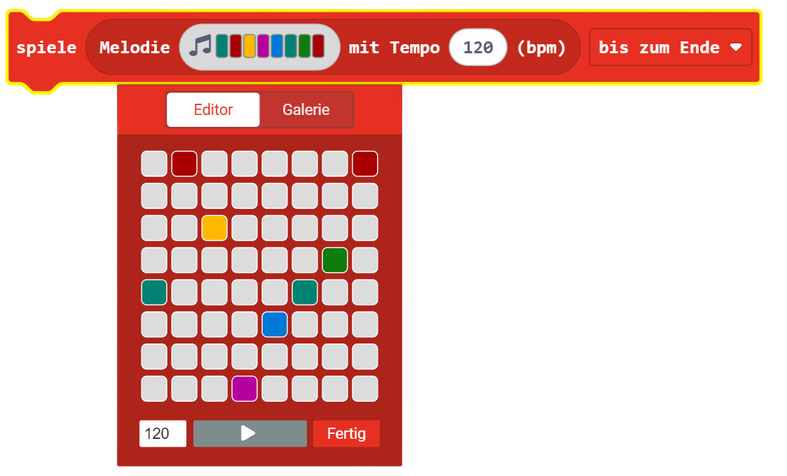 spiele Melodie mit Tempo 120 (bpm) bis zum Ende
Editor Galerie
120 Fertig